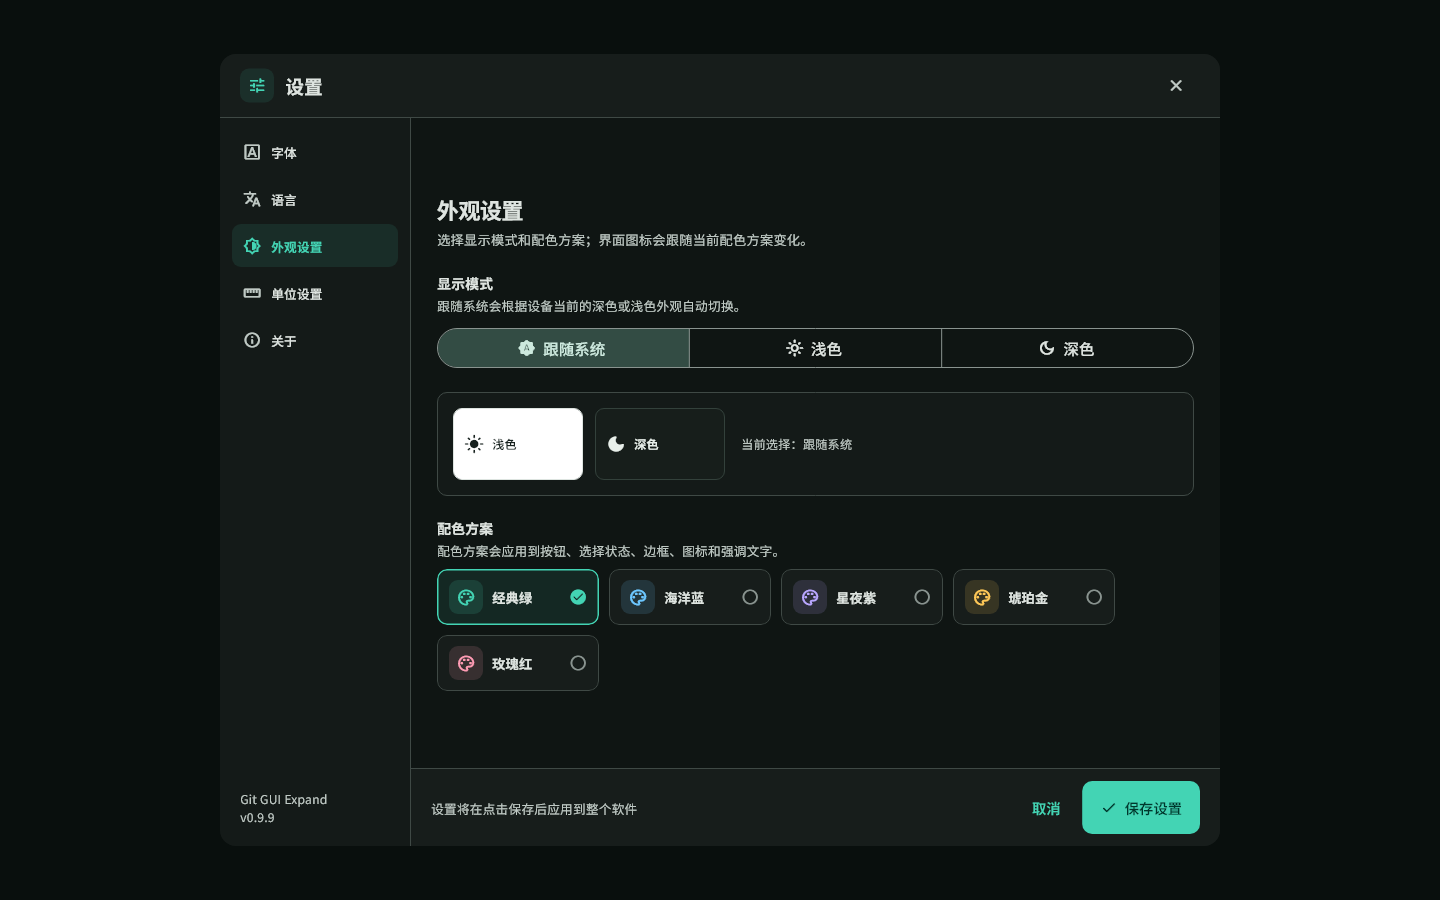 设置
字体
语言
外观设置
单位设置
关于
Git GUI Expand
v0.9.9
外观设置
选择显示模式和配色方案；界面图标会跟随当前配色方案变化。
显示模式
跟随系统会根据设备当前的深色或浅色外观自动切换。
跟随系统
浅色
深色
浅色
深色
当前选择：跟随系统
配色方案
配色方案会应用到按钮、选择状态、边框、图标和强调文字。
经典绿
海洋蓝
星夜紫
琥珀金
玫瑰红
设置将在点击保存后应用到整个软件
取消
保存设置